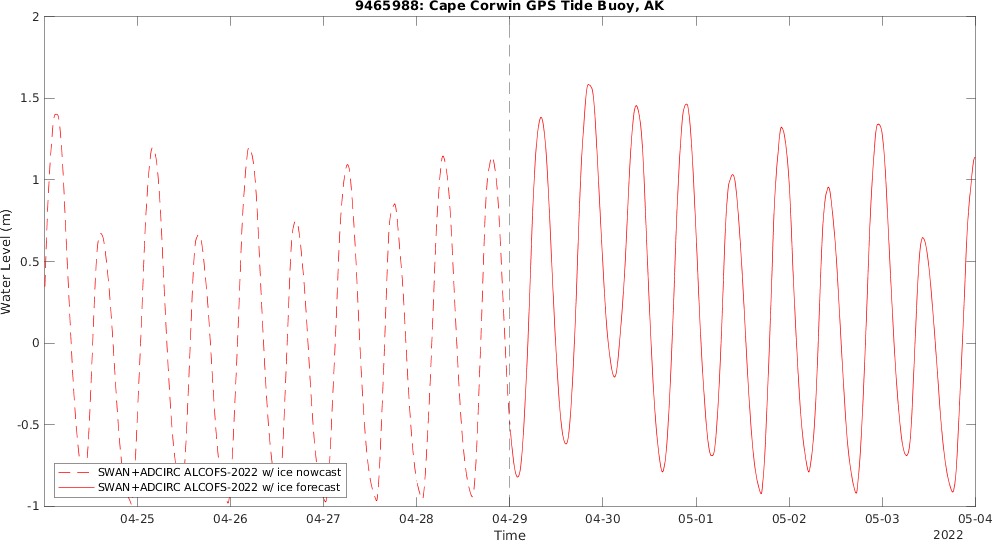 9465988: Cape Corwin GPS Tide Buoy, AK
2
1.5
1
0.5
0
-0.5
-1
Water Level (m)
SWAN+ADCIRC ALCOFS-2022 w/ ice nowcast
SWAN+ADCIRC ALCOFS-2022 w/ ice forecast
04-25 04-26 04-27 04-28 04-29 04-30 05-01 05-02 05-03 05-04
Time
2022